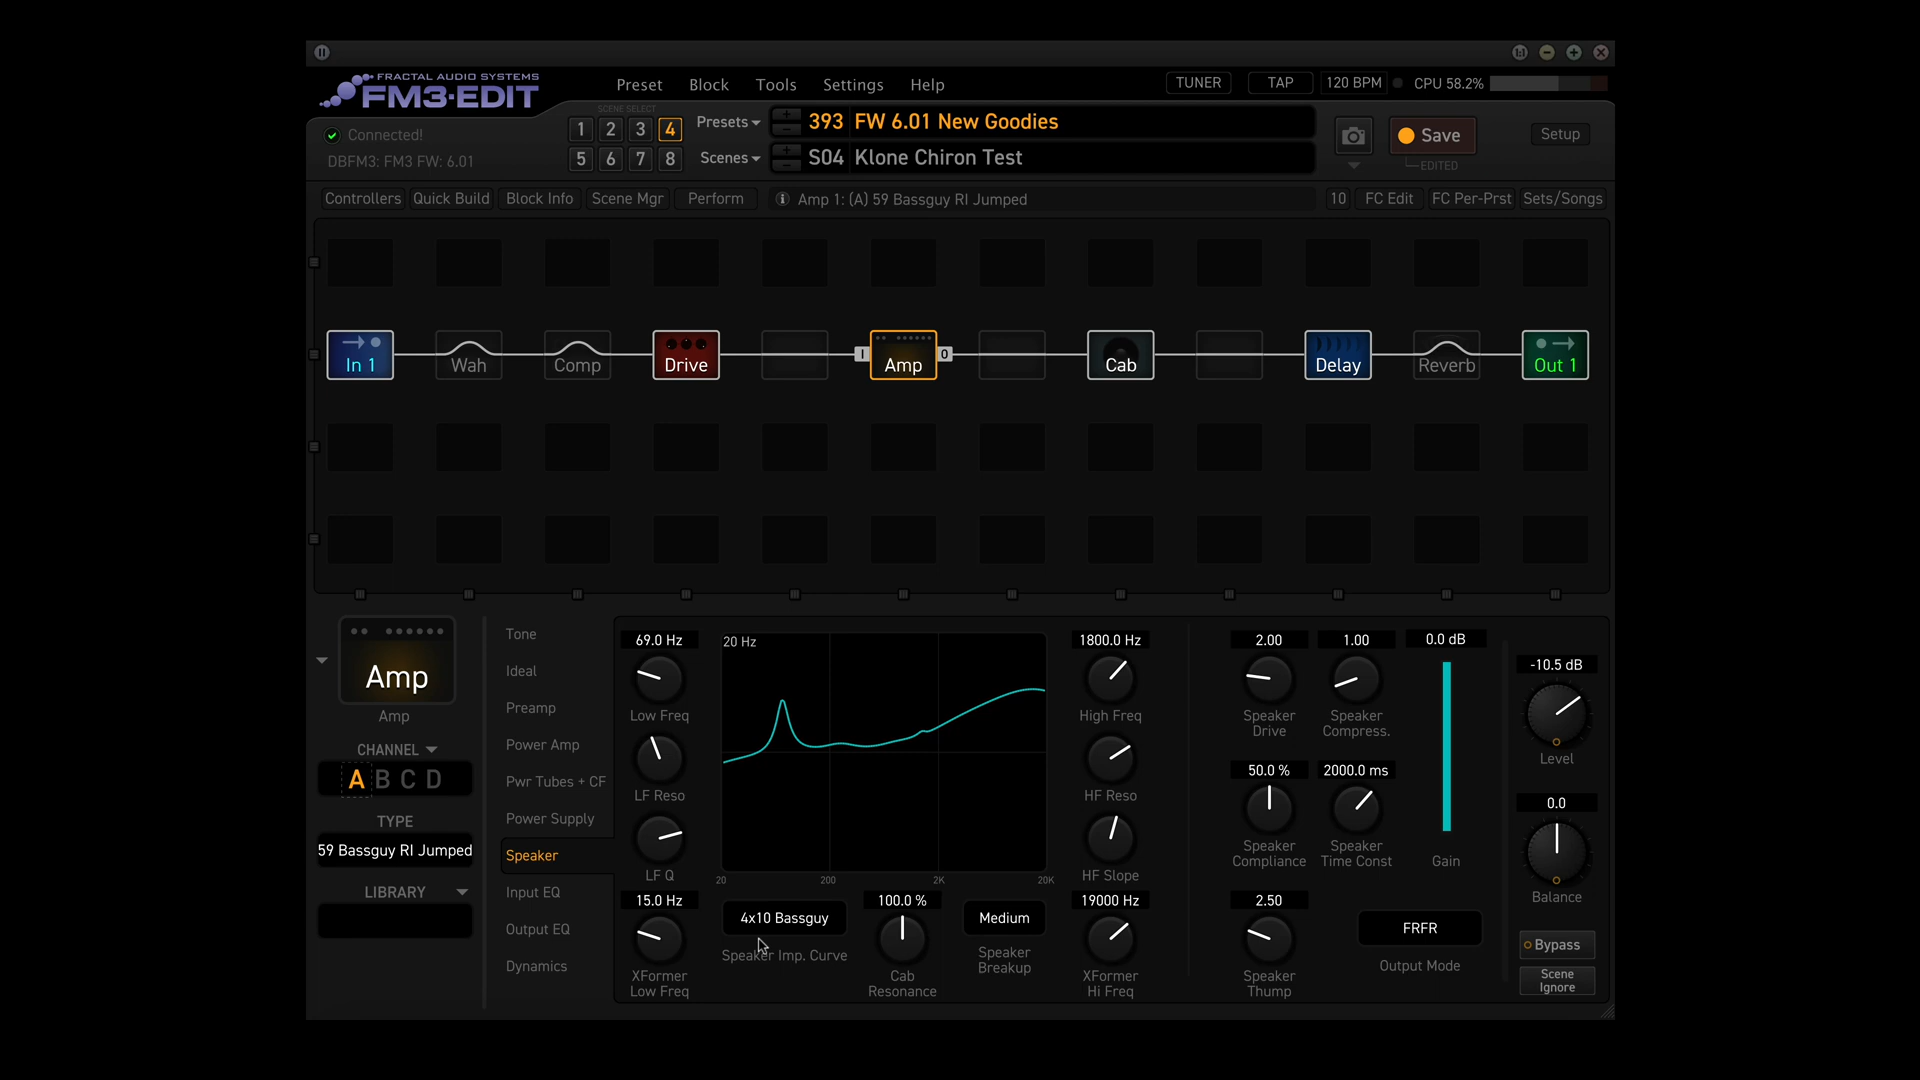 FRACTAL AUDIO SYSTEMS
FM3-EDIT
Preset Block Tools Settings Help
TUNER TAP 120 BPM CPU 58.2%
Connected!
DBFM3: FM3 FW: 6.01
SCENE SELECT
1 2 3 4
5 6 7 8
Presets
393 FW 6.01 New Goodies
Scenes
S04 Klone Chiron Test
Save
EDITED
Setup
Controllers Quick Build Block Info Scene Mgr Perform
Amp 1: (A) 59 Bassguy RI Jumped
10 FC Edit FC Per-Prst Sets/Songs
In 1 Wah Comp Drive I Amp O Cab Delay Reverb Out 1
Amp
Amp
CHANNEL
A B C D
TYPE
59 Bassguy RI Jumped
LIBRARY
Tone
Ideal
Preamp
Power Amp
Pwr Tubes + CF
Power Supply
Speaker
Input EQ
Output EQ
Dynamics
69.0 Hz
Low Freq
LF Reso
LF Q
15.0 Hz
XFormer
Low Freq
20 Hz
20 200 2K 20K
4x10 Bassguy
Speaker Imp. Curve
100.0 %
Cab
Resonance
Medium
Speaker
Breakup
1800.0 Hz
High Freq
HF Reso
HF Slope
19000 Hz
XFormer
Hi Freq
2.00
Speaker
Drive
1.00
Speaker
Compress.
50.0 %
Speaker
Compliance
2000.0 ms
Speaker
Time Const
2.50
Speaker
Thump
0.0 dB
Gain
FRFR
Output Mode
-10.5 dB
Level
0.0
Balance
Bypass
Scene
Ignore